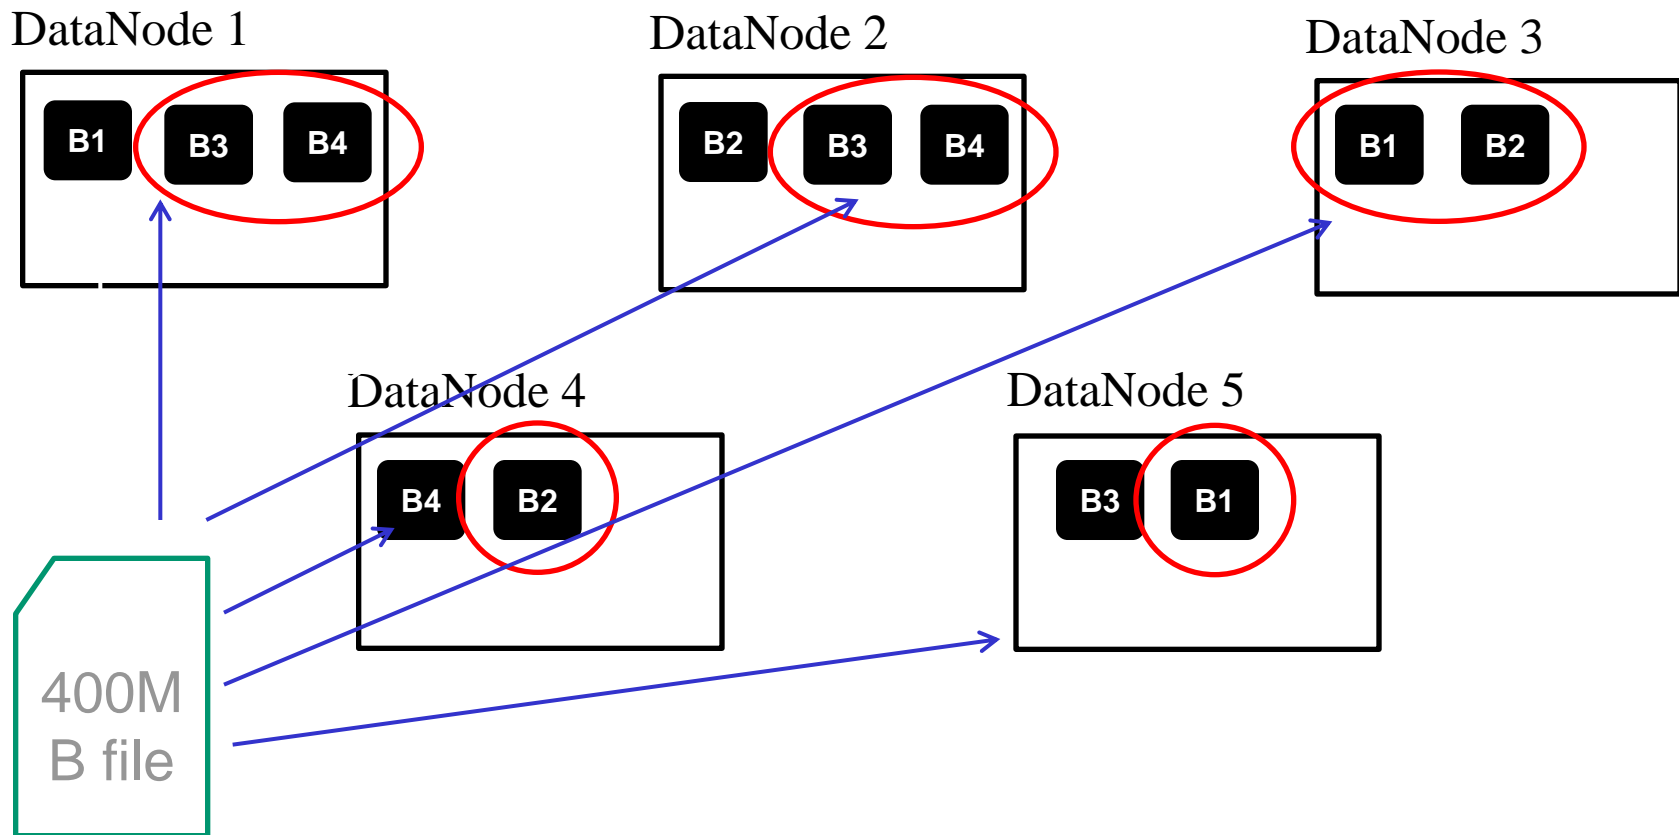 DataNode 1
DataNode 2
DataNode 3
B1 B3 B4
B2 B3 B4
B1 B2
DataNode 4
DataNode 5
B4 B2
B3 B1
400M
B file